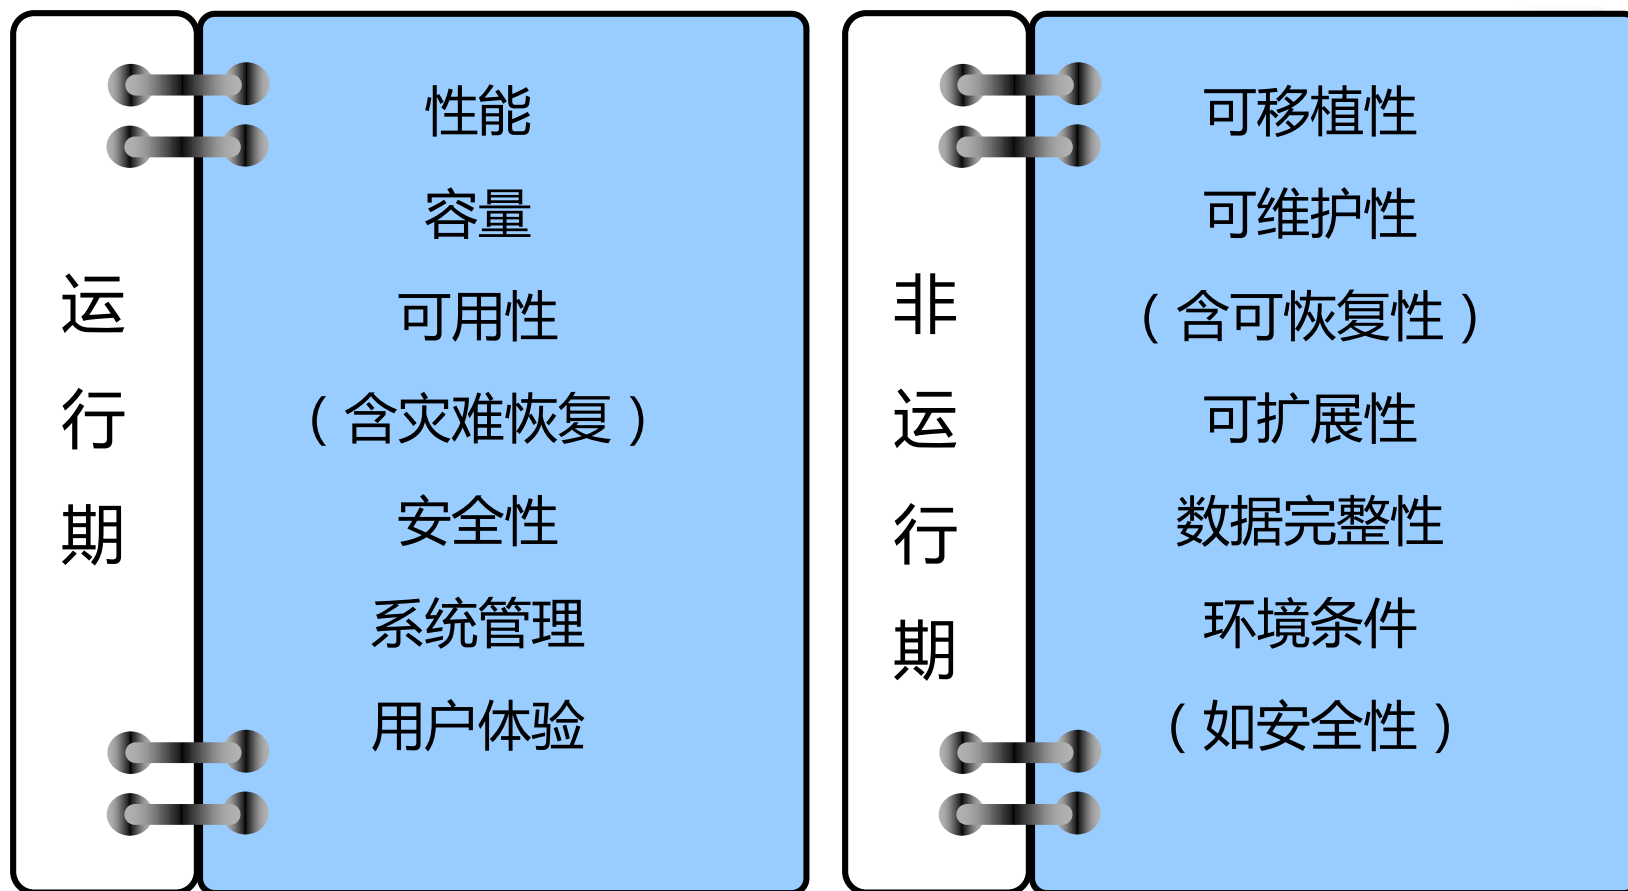 运行期
性能
容量
可用性
（含灾难恢复）
安全性
系统管理
用户体验
非运行期
可移植性
可维护性
（含可恢复性）
可扩展性
数据完整性
环境条件
（如安全性）